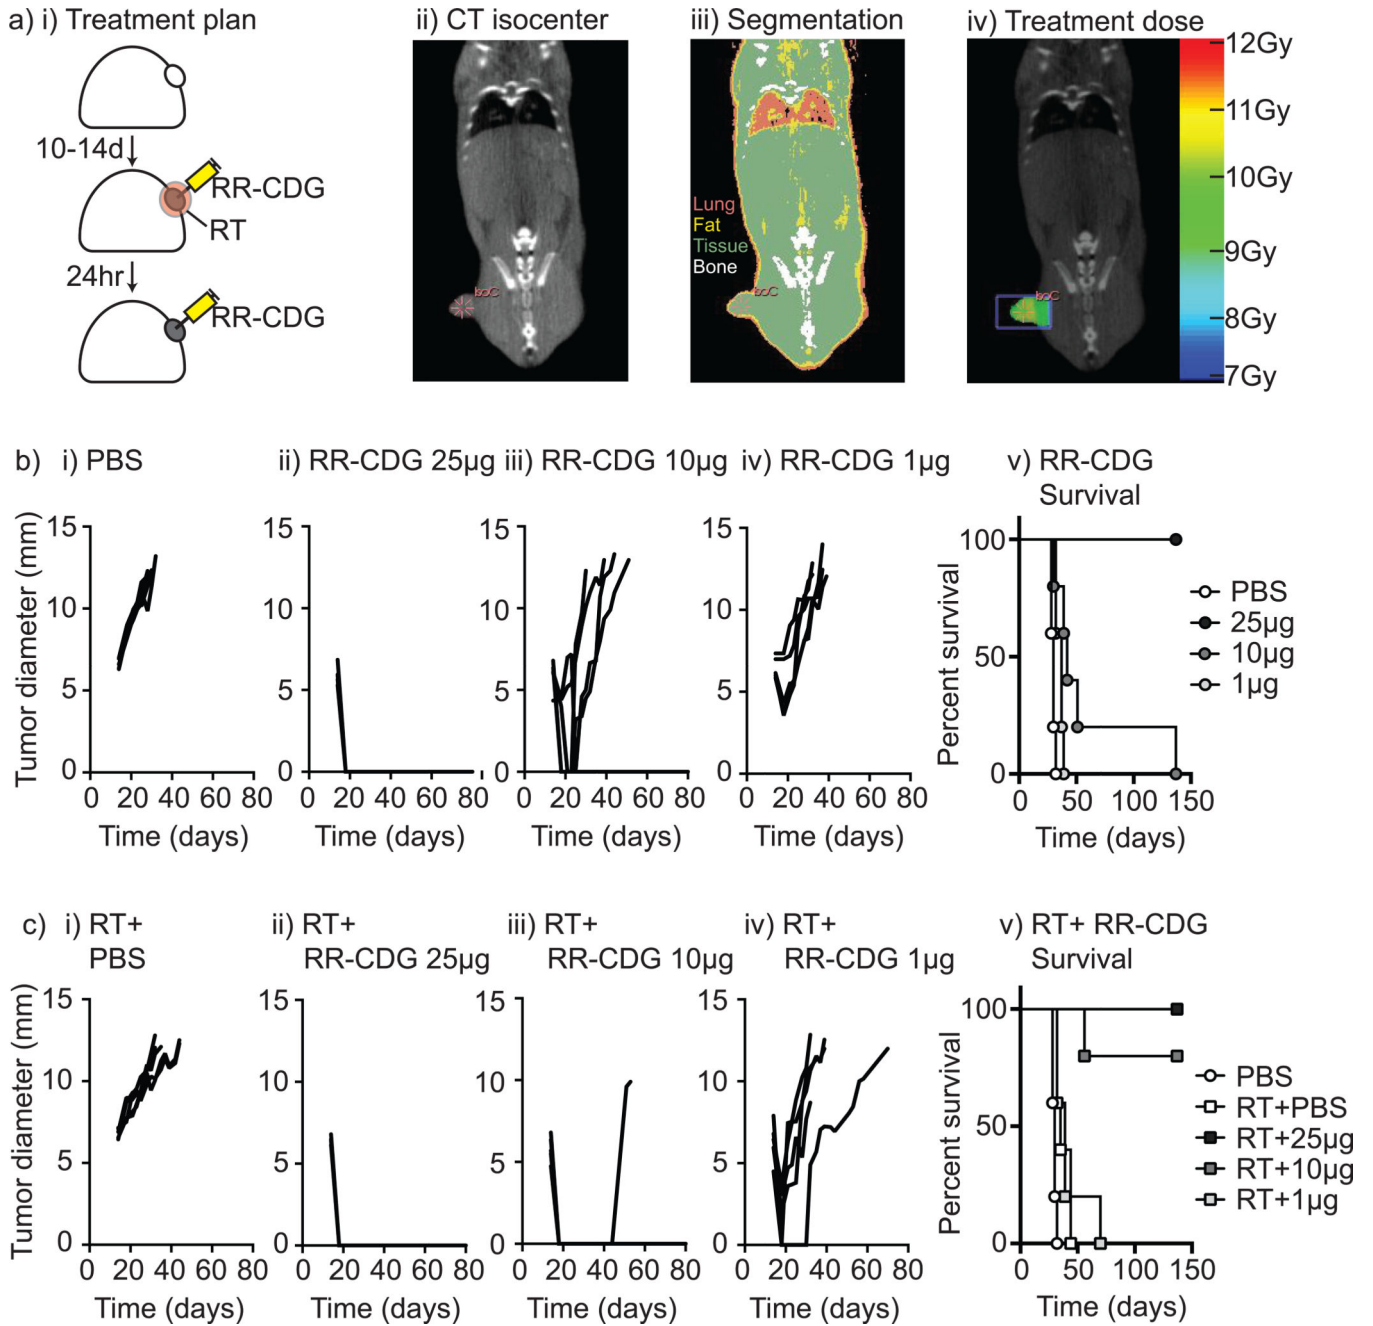 a) i) Treatment plan
ii) CT isocenter
iii) Segmentation
iv) Treatment dose
10-14d
RR-CDG
RT
24hr
RR-CDG
isoC
Lung
Fat
Tissue
Bone
isoC
isoC
12Gy
11Gy
10Gy
9Gy
8Gy
7Gy
b) i) PBS
ii) RR-CDG 25µg
iii) RR-CDG 10µg
iv) RR-CDG 1µg
v) RR-CDG
Survival
Tumor diameter (mm)
15
10
5
0
0 20 40 60 80
Time (days)
15
10
5
0
0 20 40 60 80
Time (days)
15
10
5
0
0 20 40 60 80
Time (days)
15
10
5
0
0 20 40 60 80
Time (days)
Percent survival
100
50
0
0 50 100 150
Time (days)
PBS
25µg
10µg
1µg
c) i) RT+
PBS
ii) RT+
RR-CDG 25µg
iii) RT+
RR-CDG 10µg
iv) RT+
RR-CDG 1µg
v) RT+ RR-CDG
Survival
Tumor diameter (mm)
15
10
5
0
0 20 40 60 80
Time (days)
15
10
5
0
0 20 40 60 80
Time (days)
15
10
5
0
0 20 40 60 80
Time (days)
15
10
5
0
0 20 40 60 80
Time (days)
Percent survival
100
50
0
0 50 100 150
Time (days)
PBS
RT+PBS
RT+25µg
RT+10µg
RT+1µg